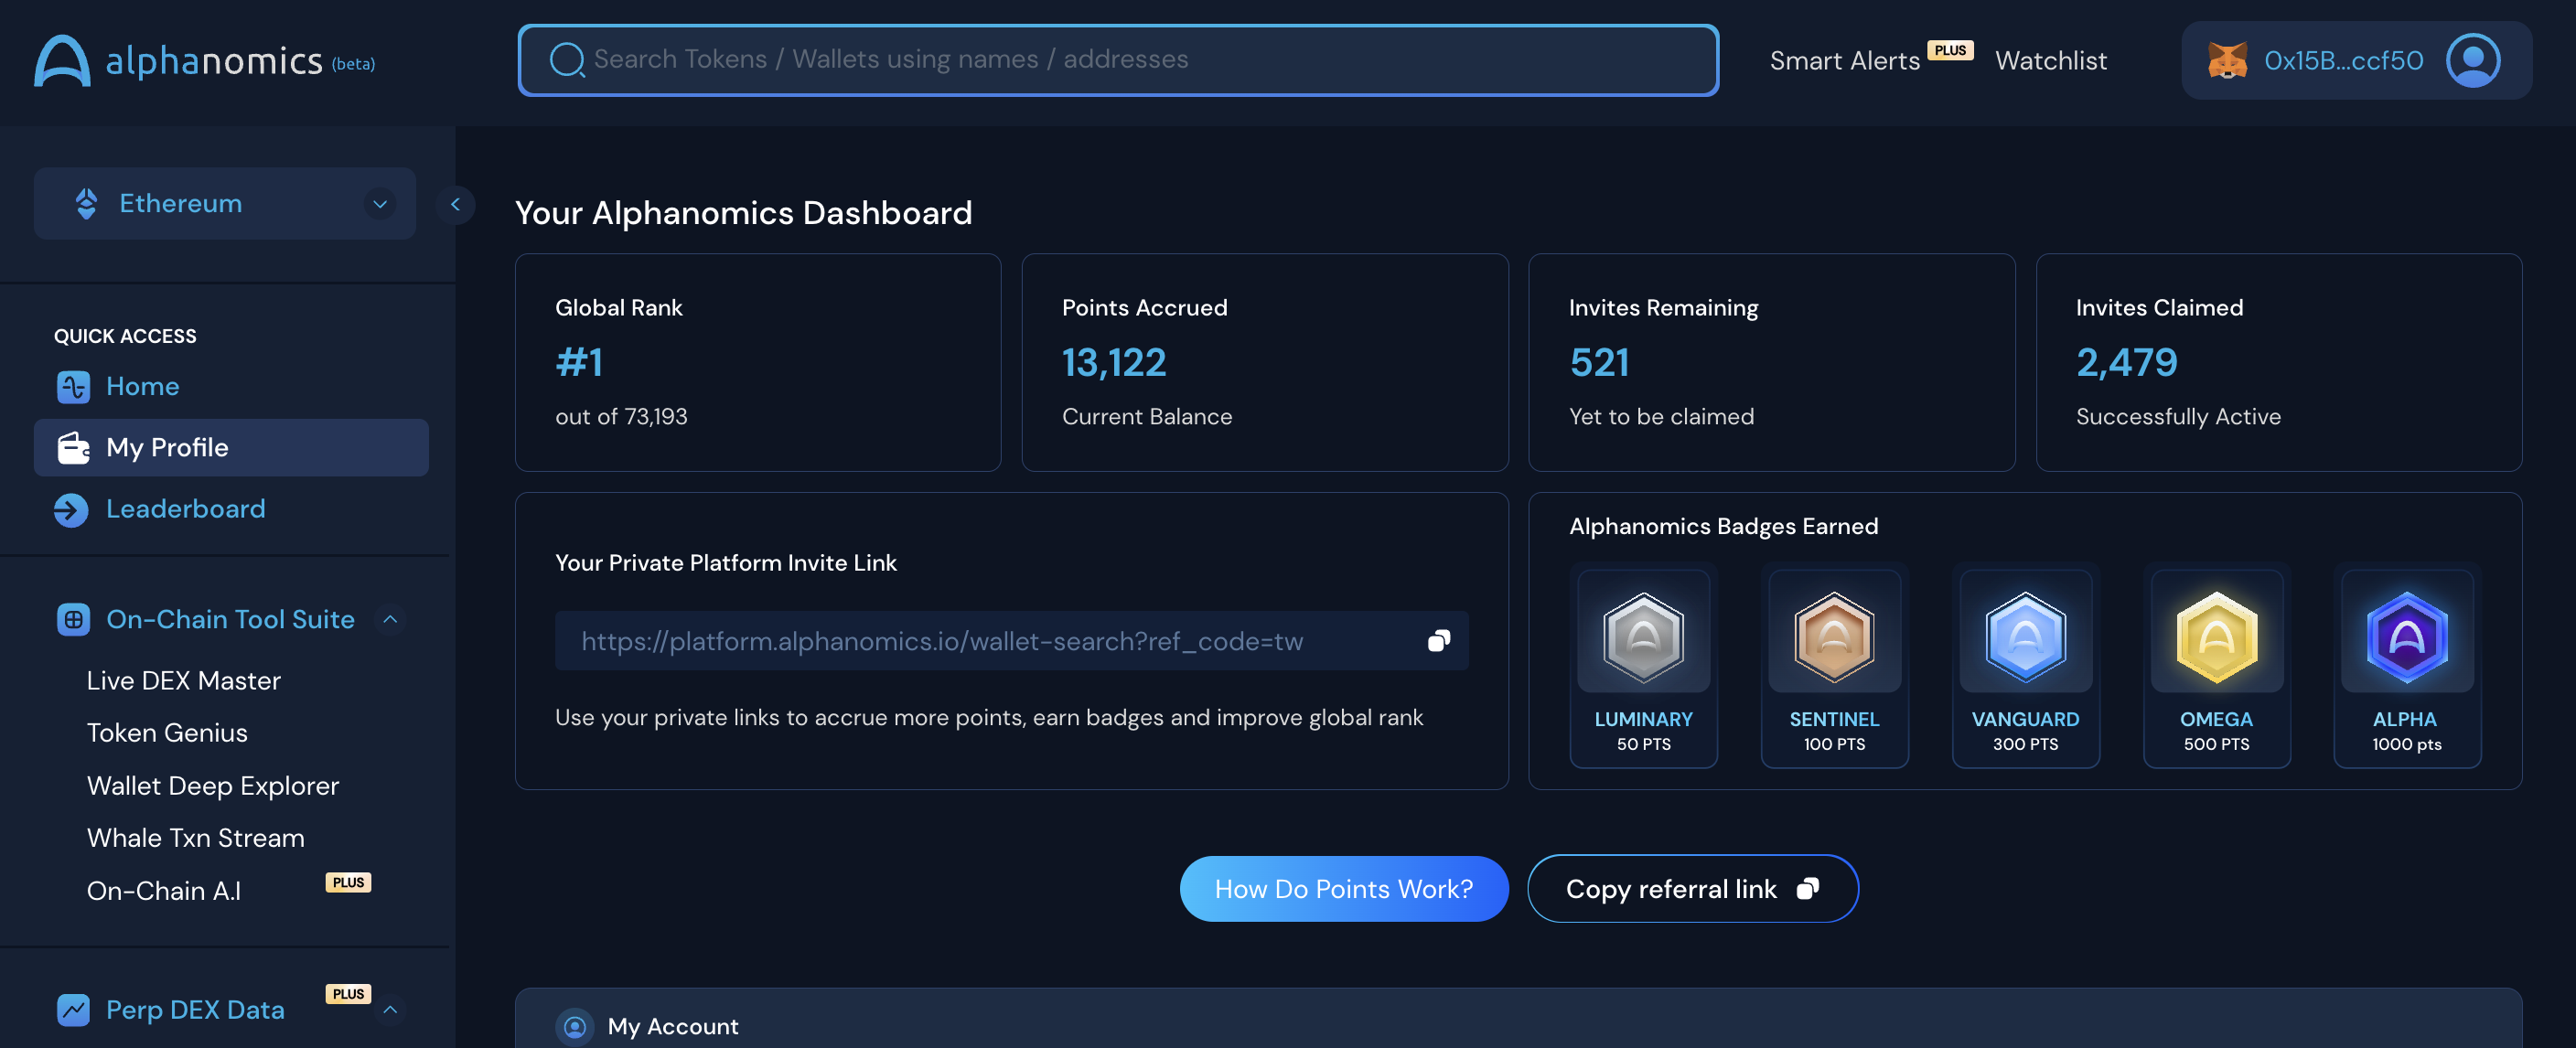 alphanomics (beta)
Search Tokens / Wallets using names / addresses
Smart Alerts PLUS
Watchlist
0x15B...ccf50
Ethereum
QUICK ACCESS
Home
My Profile
Leaderboard
On-Chain Tool Suite
Live DEX Master
Token Genius
Wallet Deep Explorer
Whale Txn Stream
On-Chain A.I PLUS
Perp DEX Data PLUS
Your Alphanomics Dashboard
Global Rank
#1
out of 73,193
Points Accrued
13,122
Current Balance
Invites Remaining
521
Yet to be claimed
Invites Claimed
2,479
Successfully Active
Your Private Platform Invite Link
https://platform.alphanomics.io/wallet-search?ref_code=tw
Use your private links to accrue more points, earn badges and improve global rank
Alphanomics Badges Earned
LUMINARY
50 PTS
SENTINEL
100 PTS
VANGUARD
300 PTS
OMEGA
500 PTS
ALPHA
1000 pts
How Do Points Work?
Copy referral link
My Account